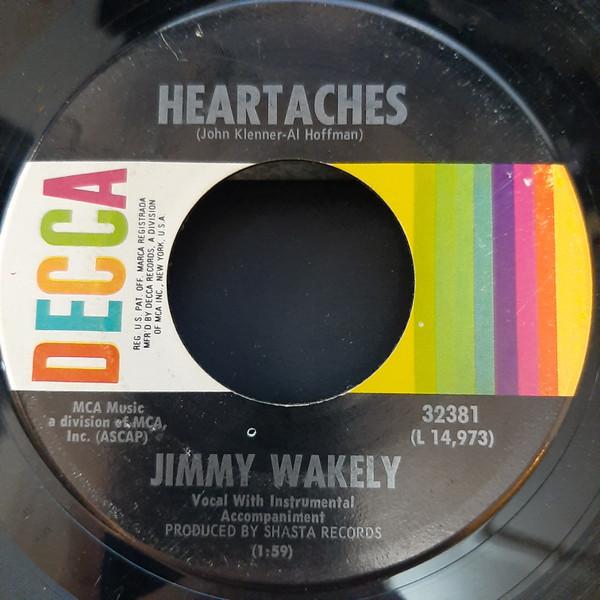 HEARTACHES
(John Klenner-Al Hoffman)
DECCA
REG. U.S. PAT. OFF. MARCA REGISTRADA
MFR'D BY DECCA RECORDS, A DIVISION
OF MCA INC., NEW YORK, U.S.A.
MCA Music
a division of MCA,
Inc. (ASCAP)
32381
(L 14,973)
JIMMY WAKELY
Vocal With Instrumental
Accompaniment
PRODUCED BY SHASTA RECORDS
(1:59)